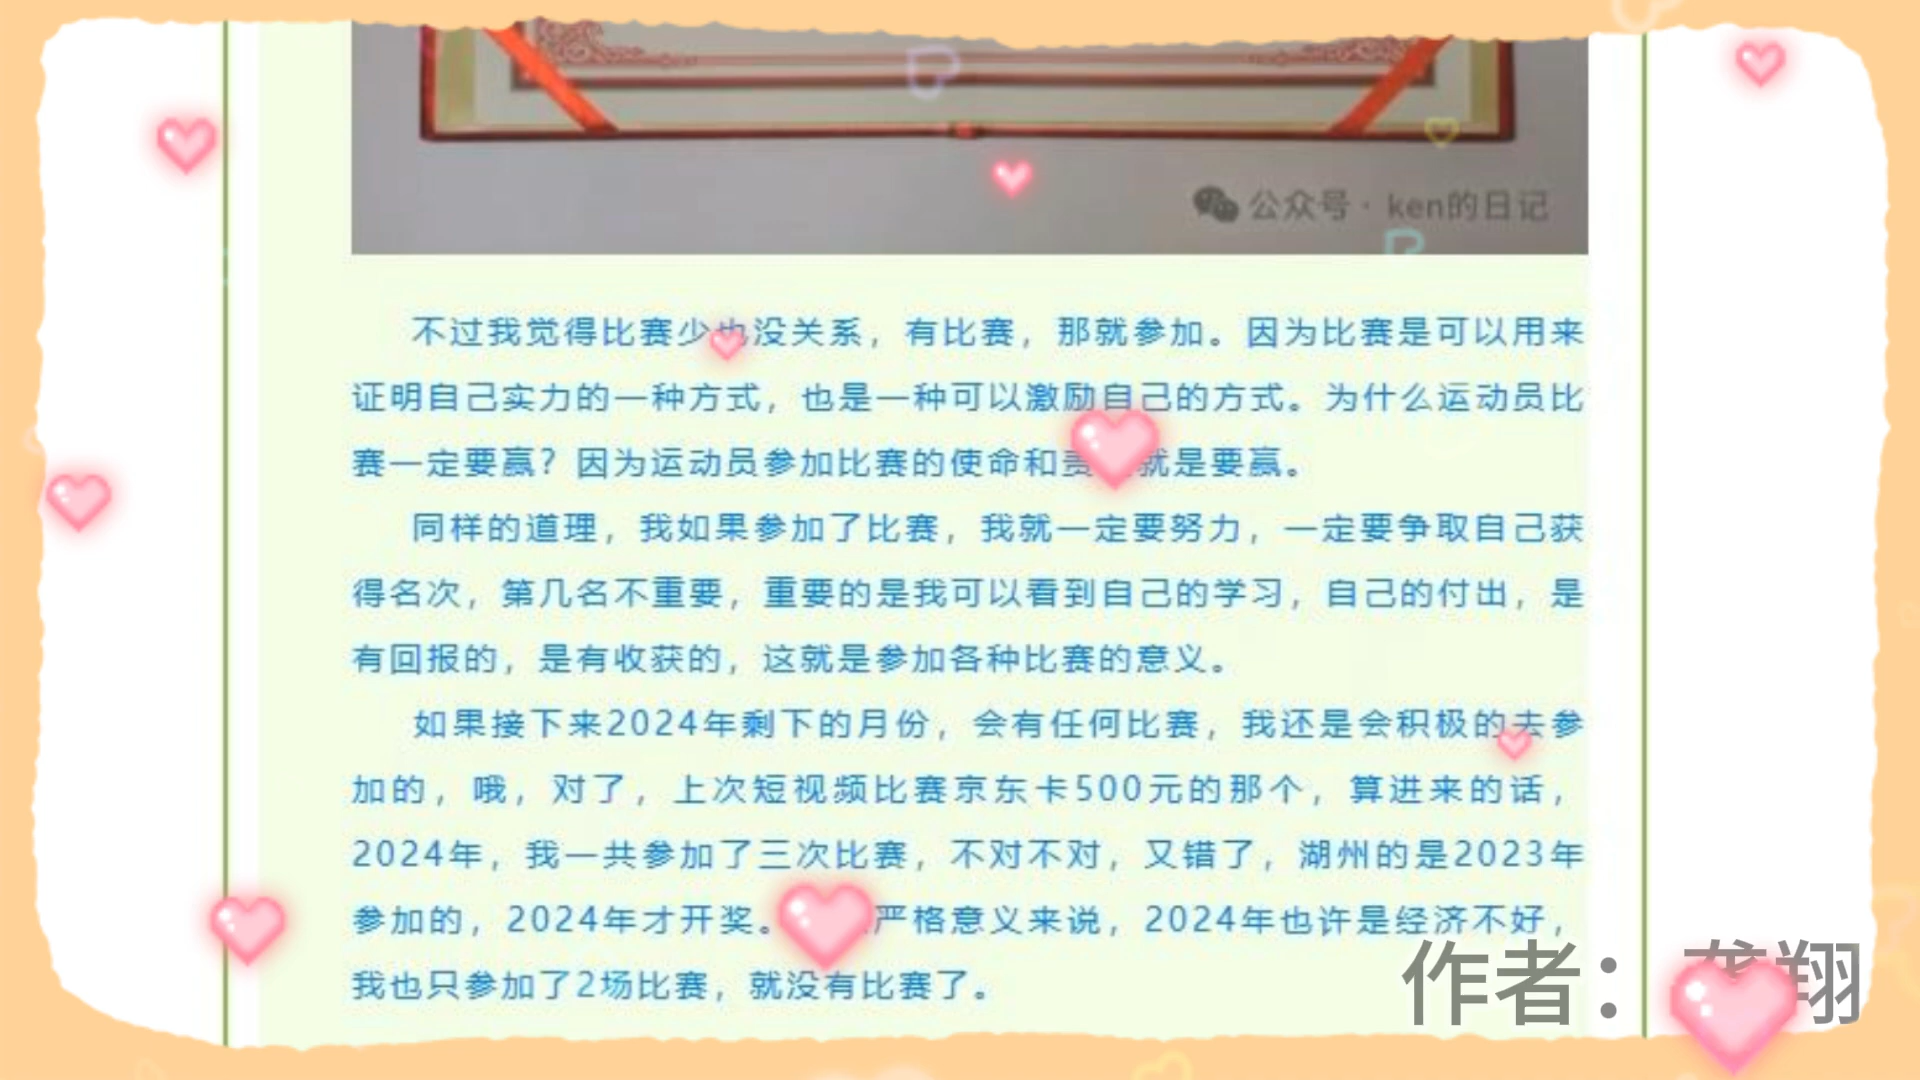 公众号·ken的日记
不过我觉得比赛少也没关系，有比赛，那就参加。因为比赛是可以用来
证明自己实力的一种方式，也是一种可以激励自己的方式。为什么运动员比
赛一定要赢？因为运动员参加比赛的使命和责 就是要赢。
同样的道理，我如果参加了比赛，我就一定要努力，一定要争取自己获
得名次，第几名不重要，重要的是我可以看到自己的学习，自己的付出，是
有回报的，是有收获的，这就是参加各种比赛的意义。
如果接下来2024年剩下的月份，会有任何比赛，我还是会积极的去参
加的，哦，对了，上次短视频比赛京东卡500元的那个，算进来的话，
2024年，我一共参加了三次比赛，不对不对，又错了，湖州的是2023年
参加的，2024年才开奖。 严格意义来说，2024年也许是经济不好，
我也只参加了2场比赛，就没有比赛了。
作者： 翔